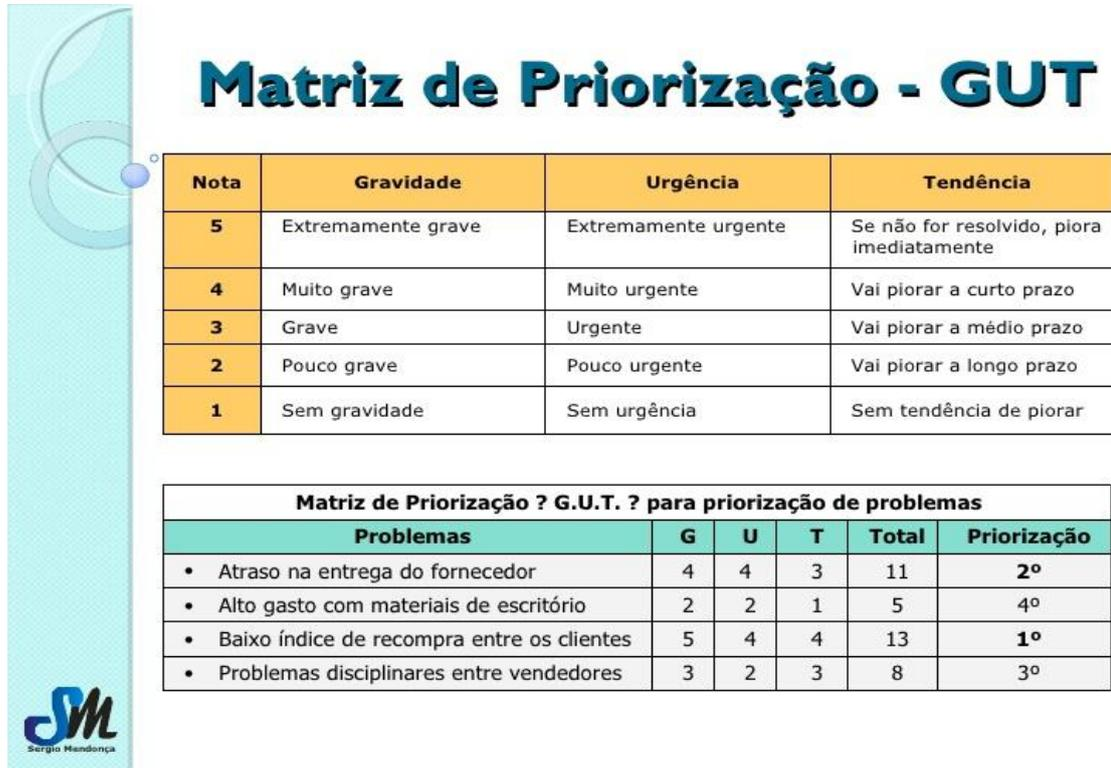 Matriz de Priorização - GUT
Nota Gravidade Urgência Tendência
5 Extremamente grave Extremamente urgente Se não for resolvido, piora imediatamente
4 Muito grave Muito urgente Vai piorar a curto prazo
3 Grave Urgente Vai piorar a médio prazo
2 Pouco grave Pouco urgente Vai piorar a longo prazo
1 Sem gravidade Sem urgência Sem tendência de piorar
Matriz de Priorização ? G.U.T. ? para priorização de problemas
Problemas G U T Total Priorização
• Atraso na entrega do fornecedor 4 4 3 11 2º
• Alto gasto com materiais de escritório 2 2 1 5 4º
• Baixo índice de recompra entre os clientes 5 4 4 13 1º
• Problemas disciplinares entre vendedores 3 2 3 8 3º
SM
Sergio Mendonça